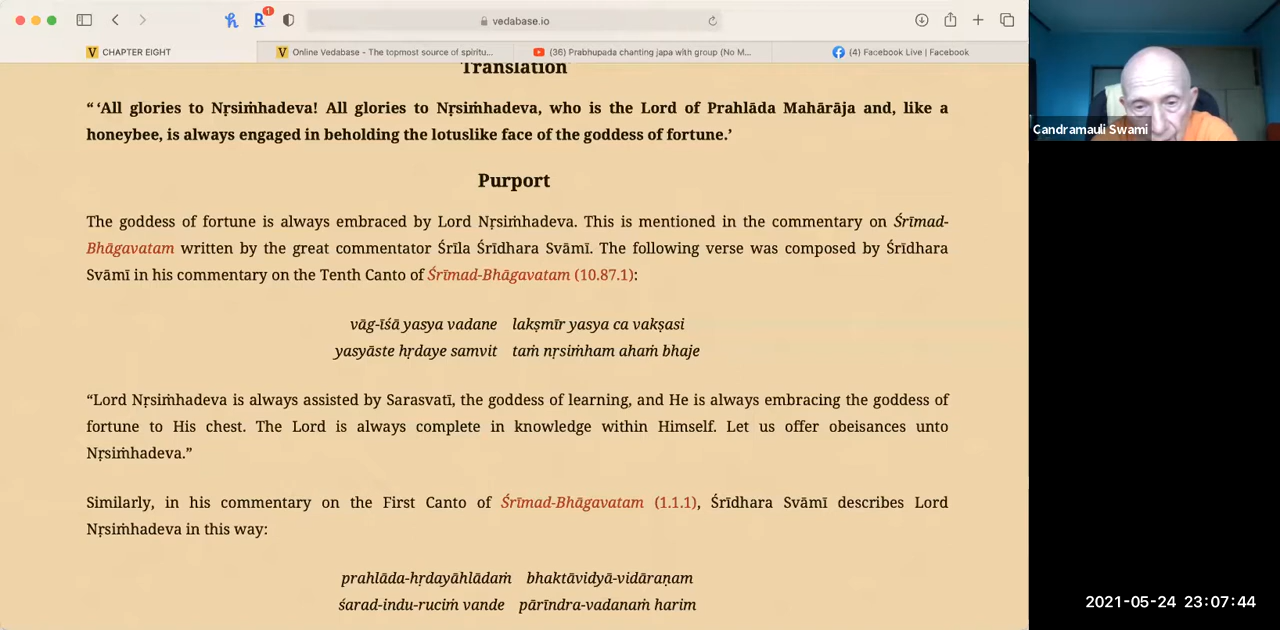 vedabase.io
1
CHAPTER EIGHT
Online Vedabase - The topmost source of spiritu...
(36) Prabhupada chanting japa with group (No M...
(4) Facebook Live | Facebook
Translation
“ ‘All glories to Nṛsiṁhadeva! All glories to Nṛsiṁhadeva, who is the Lord of Prahlāda Mahārāja and, like a
honeybee, is always engaged in beholding the lotuslike face of the goddess of fortune.’
Purport
The goddess of fortune is always embraced by Lord Nṛsiṁhadeva. This is mentioned in the commentary on Śrīmad-
Bhāgavatam written by the great commentator Śrīla Śrīdhara Svāmī. The following verse was composed by Śrīdhara
Svāmī in his commentary on the Tenth Canto of Śrīmad-Bhāgavatam (10.87.1):
vāg-īśā yasya vadane lakṣmīr yasya ca vakṣasi
yasyāste hṛdaye samvit taṁ nṛsiṁham ahaṁ bhaje
“Lord Nṛsiṁhadeva is always assisted by Sarasvatī, the goddess of learning, and He is always embracing the goddess of
fortune to His chest. The Lord is always complete in knowledge within Himself. Let us offer obeisances unto
Nṛsiṁhadeva.”
Similarly, in his commentary on the First Canto of Śrīmad-Bhāgavatam (1.1.1), Śrīdhara Svāmī describes Lord
Nṛsiṁhadeva in this way:
prahlāda-hṛdayāhlādaṁ bhaktāvidyā-vidāraṇam
śarad-indu-ruciṁ vande pārīndra-vadanaṁ harim
Candramauli Swami
2021-05-24 23:07:44